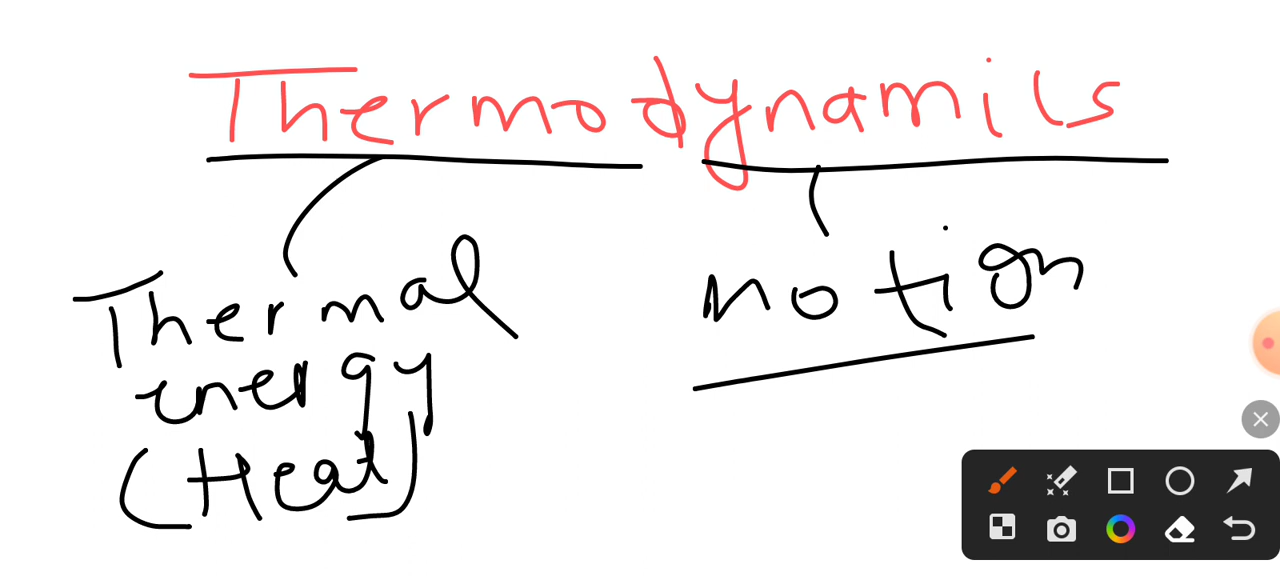 Thermodynamics
Thermal
energy
(Heat)
motion